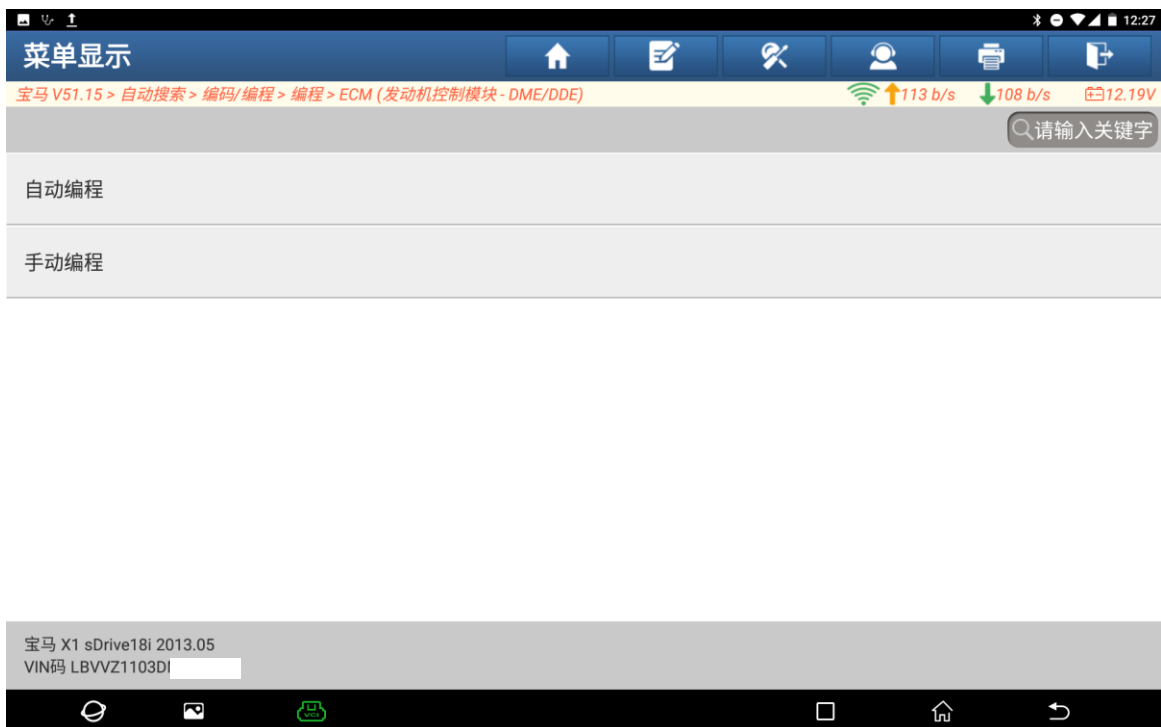 12:27
菜单显示
宝马 V51.15 > 自动搜索 > 编码/编程 > 编程 > ECM (发动机控制模块 - DME/DDE)
113 b/s
108 b/s
12.19V
请输入关键字
自动编程
手动编程
宝马 X1 sDrive18i 2013.05
VIN码 LBVVZ1103D
VCI